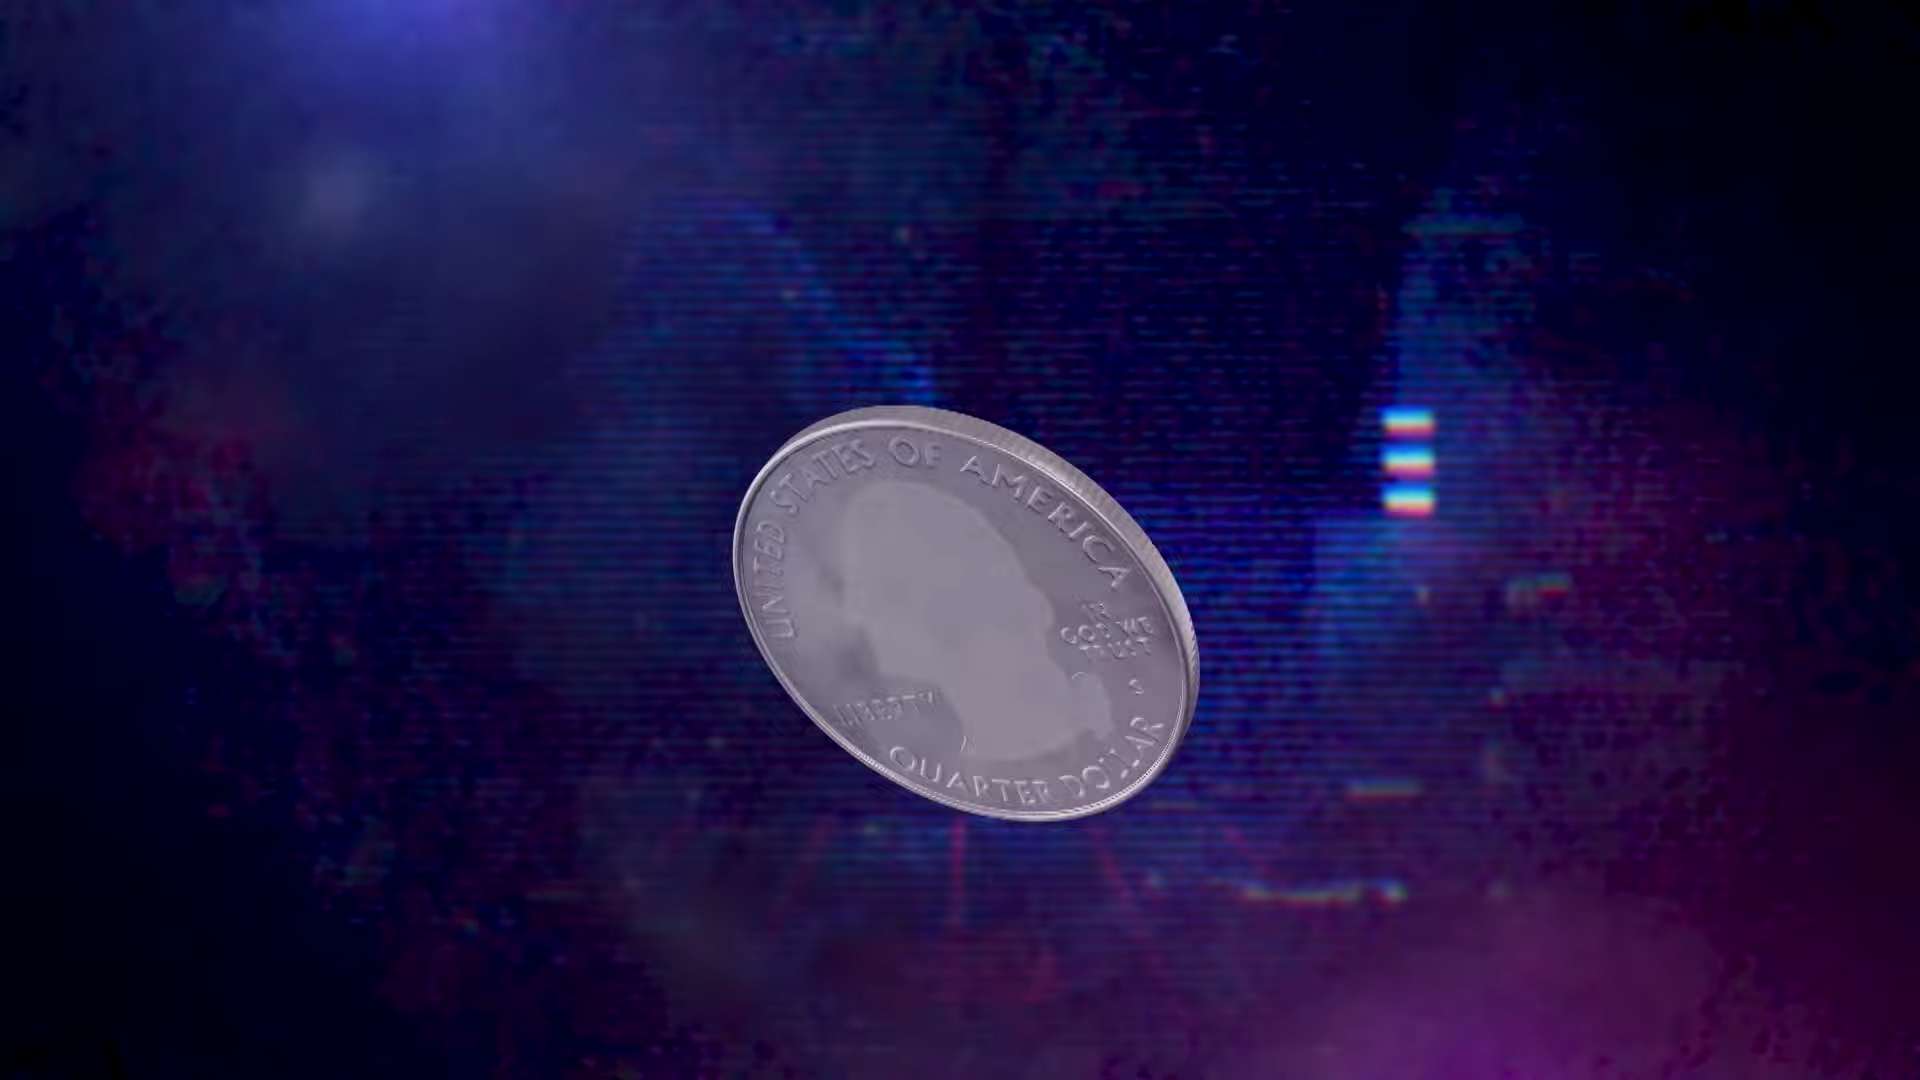 UNITED STATES OF AMERICA
IN
GOD WE
TRUST
S
LIBERTY
QUARTER DOLLAR